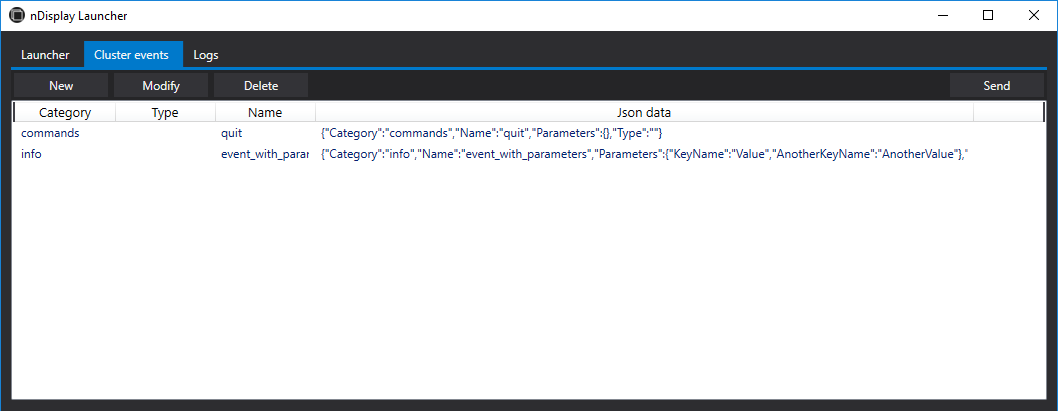 nDisplay Launcher
Launcher Cluster events Logs
New Modify Delete Send
Category Type Name Json data
commands quit {"Category":"commands","Name":"quit","Parameters":{},"Type":""}
info event_with_parar {"Category":"info","Name":"event_with_parameters","Parameters":{"KeyName":"Value","AnotherKeyName":"AnotherValue"},"